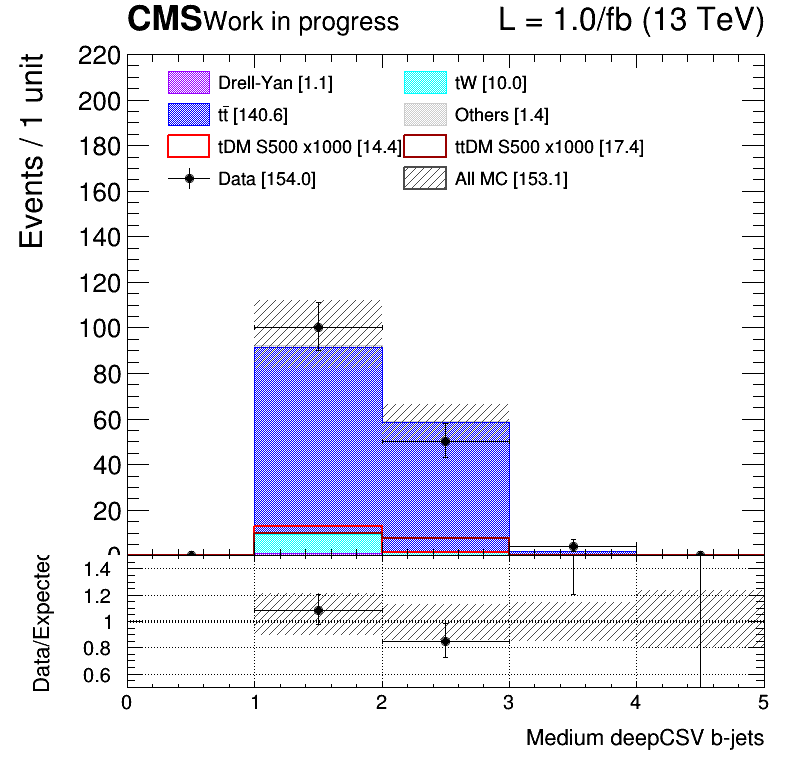 CMS Work in progress L = 1.0/fb (13 TeV)
Events / 1 unit
220
200
180
160
140
120
100
80
60
40
20
0
Drell-Yan [1.1] tW [10.0]
tt̄ [140.6] Others [1.4]
tDM S500 x1000 [14.4] ttDM S500 x1000 [17.4]
Data [154.0] All MC [153.1]
Data/Expected
1.4
1.2
1
0.8
0.6
0 1 2 3 4 5
Medium deepCSV b-jets